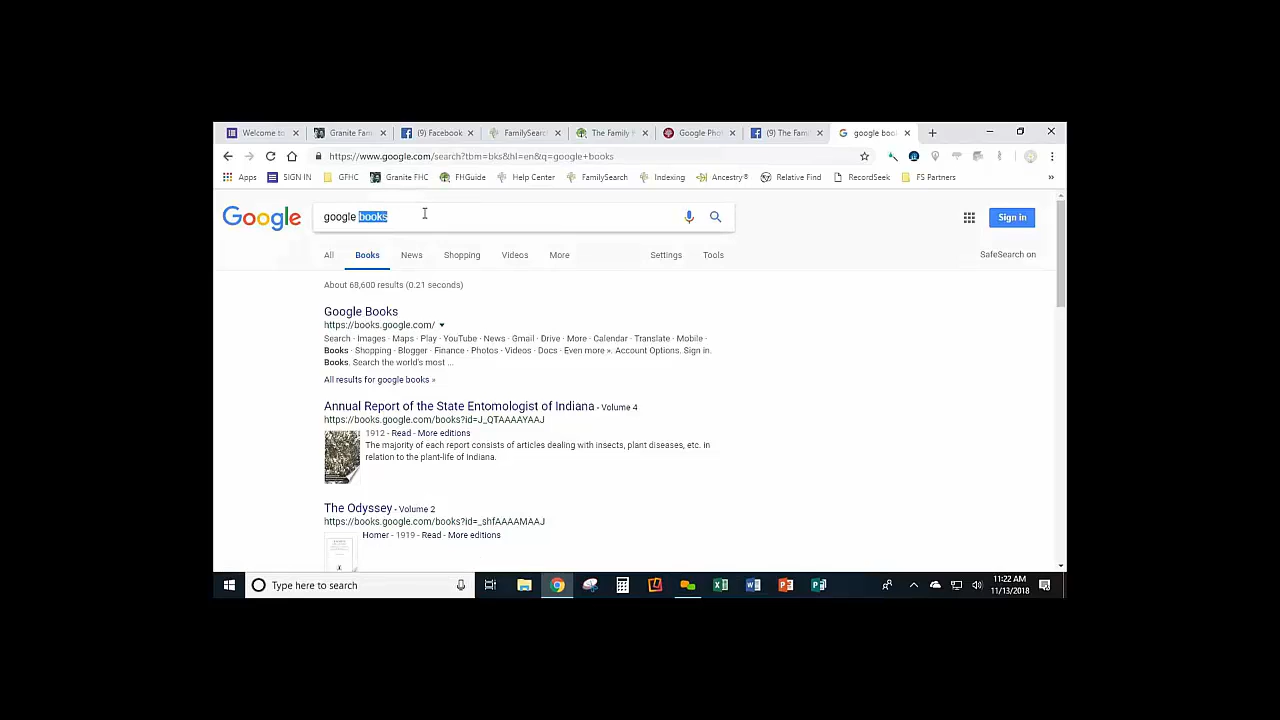 Welcome to
Granite Fam
(9) Facebook
FamilySearch
The Family H
Google Phot
(9) The Fami
google boo
https://www.google.com/search?tbm=bks&hl=en&q=google+books
Apps
SIGN IN
GFHC
Granite FHC
FHGuide
Help Center
FamilySearch
Indexing
Ancestry®
Relative Find
RecordSeek
FS Partners
»
Google
google books
Sign in
All
Books
News
Shopping
Videos
More
Settings
Tools
SafeSearch on
About 68,600 results (0.21 seconds)
Google Books
https://books.google.com/
Search · Images · Maps · Play · YouTube · News · Gmail · Drive · More · Calendar · Translate · Mobile ·
Books · Shopping · Blogger · Finance · Photos · Videos · Docs · Even more ». Account Options. Sign in.
Books. Search the world's most ...
All results for google books »
Annual Report of the State Entomologist of Indiana - Volume 4
https://books.google.com/books?id=J_QTAAAAYAAJ
1912 - Read - More editions
The majority of each report consists of articles dealing with insects, plant diseases, etc. in
relation to the plant-life of Indiana.
The Odyssey - Volume 2
https://books.google.com/books?id=_shfAAAAMAAJ
Homer - 1919 - Read - More editions
Type here to search
11:22 AM
11/13/2018